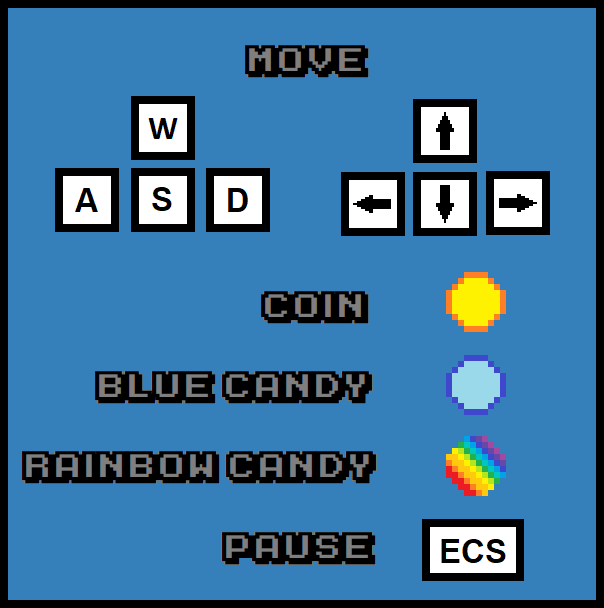 MOVE
W
A S D
COIN
BLUE CANDY
RAINBOW CANDY
PAUSE ECS